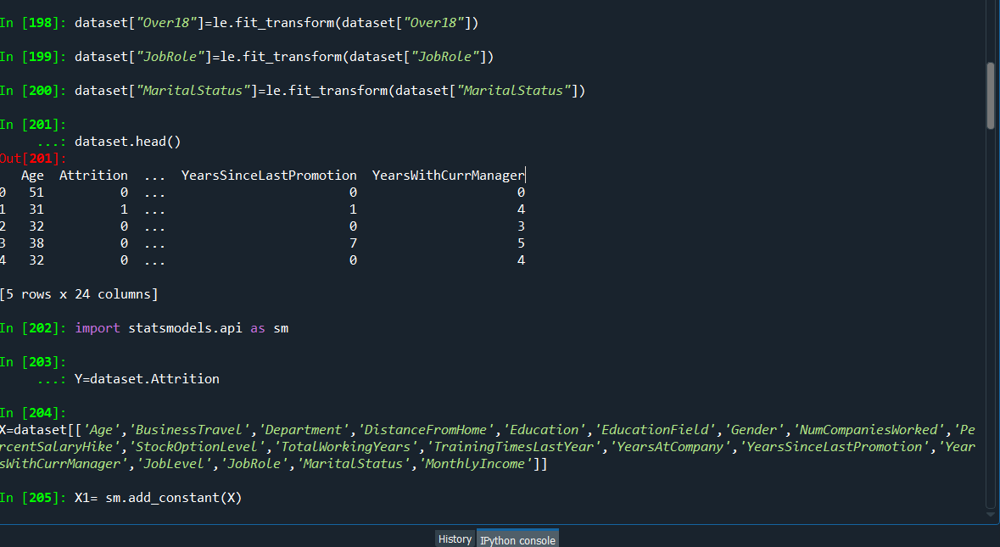 In [198]: dataset["Over18"]=le.fit_transform(dataset["Over18"])
In [199]: dataset["JobRole"]=le.fit_transform(dataset["JobRole"])
In [200]: dataset["MaritalStatus"]=le.fit_transform(dataset["MaritalStatus"])
In [201]:
...: dataset.head()
Out[201]:
Age Attrition ... YearsSinceLastPromotion YearsWithCurrManager
0 51 0 ... 0 0
1 31 1 ... 1 4
2 32 0 ... 0 3
3 38 0 ... 7 5
4 32 0 ... 0 4
[5 rows x 24 columns]
In [202]: import statsmodels.api as sm
In [203]:
...: Y=dataset.Attrition
In [204]:
X=dataset[['Age','BusinessTravel','Department','DistanceFromHome','Education','EducationField','Gender','NumCompaniesWorked','Pe
rcentSalaryHike','StockOptionLevel','TotalWorkingYears','TrainingTimesLastYear','YearsAtCompany','YearsSinceLastPromotion','Year
sWithCurrManager','JobLevel','JobRole','MaritalStatus','MonthlyIncome']]
In [205]: X1= sm.add_constant(X)
History IPython console